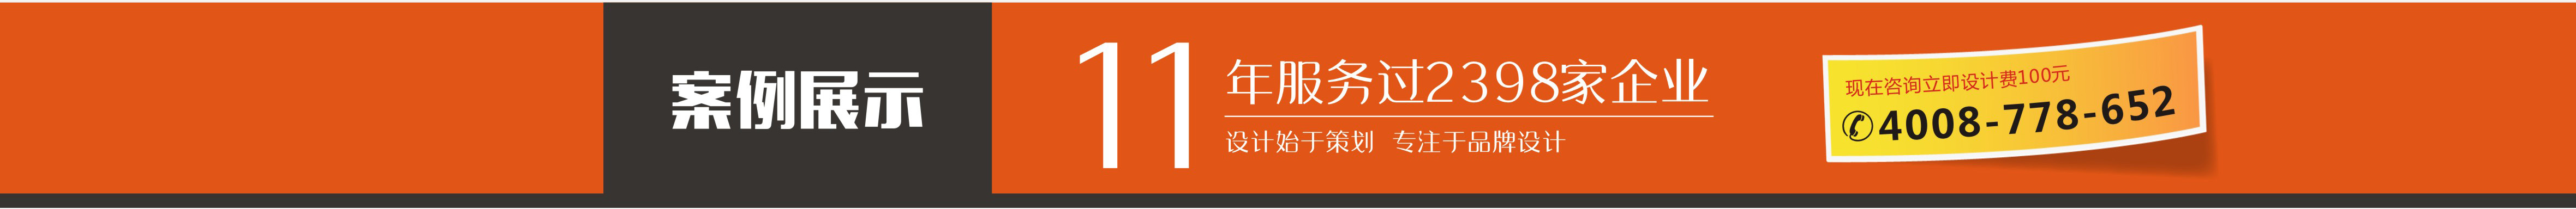 案例展示
11年服务过2398家企业
设计始于策划 专注于品牌设计
现在咨询立即设计费100元
✆4008-778-652